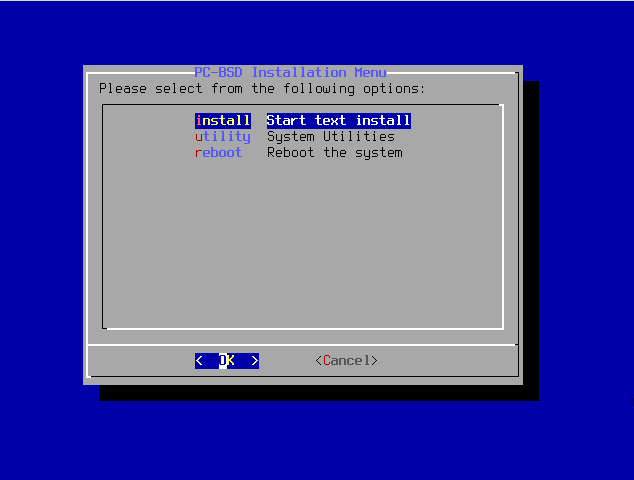 PC-BSD Installation Menu
Please select from the following options:
install Start text install
utility System Utilities
reboot Reboot the system
< OK > <Cancel>